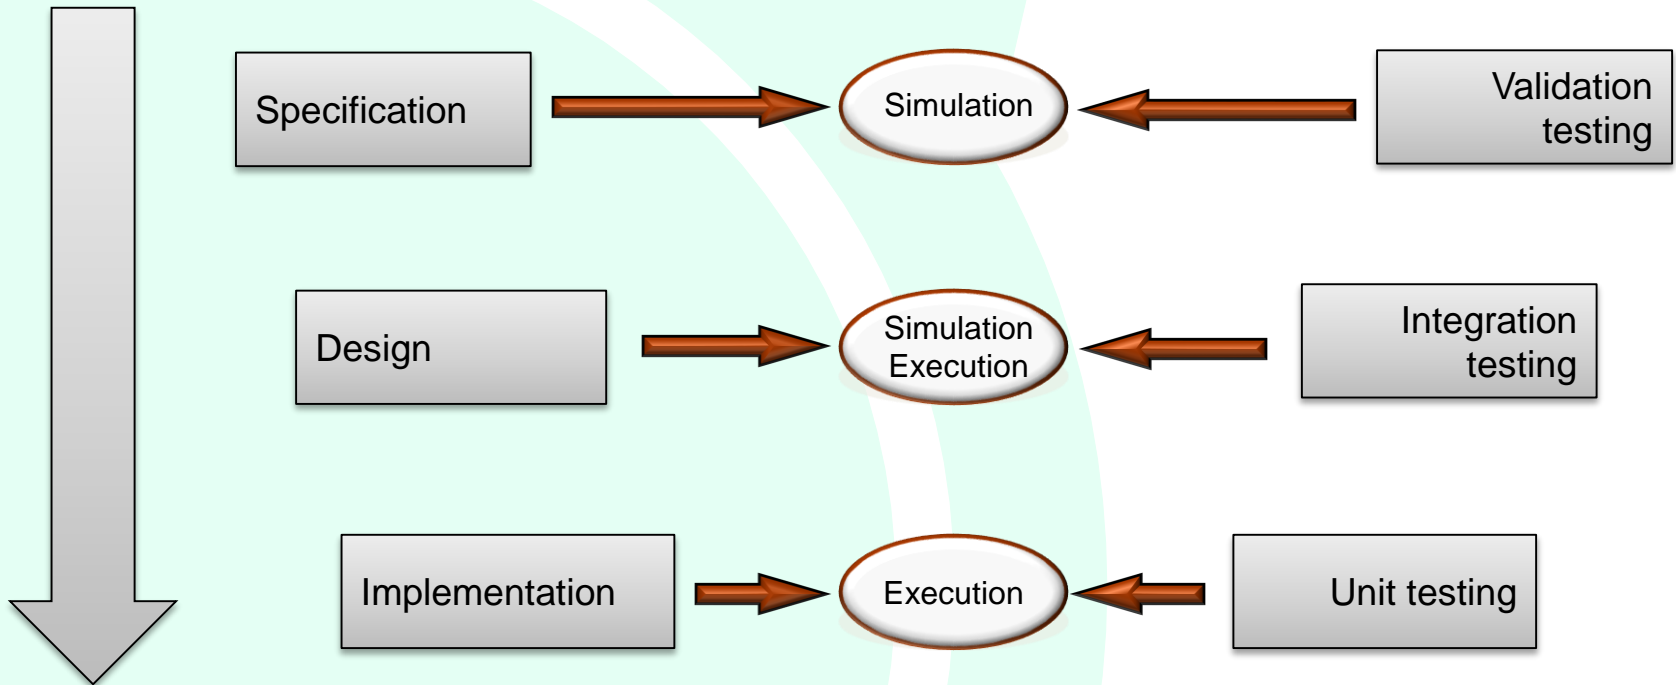 Specification
Simulation
Validation
testing
Design
Simulation
Execution
Integration
testing
Implementation
Execution
Unit testing